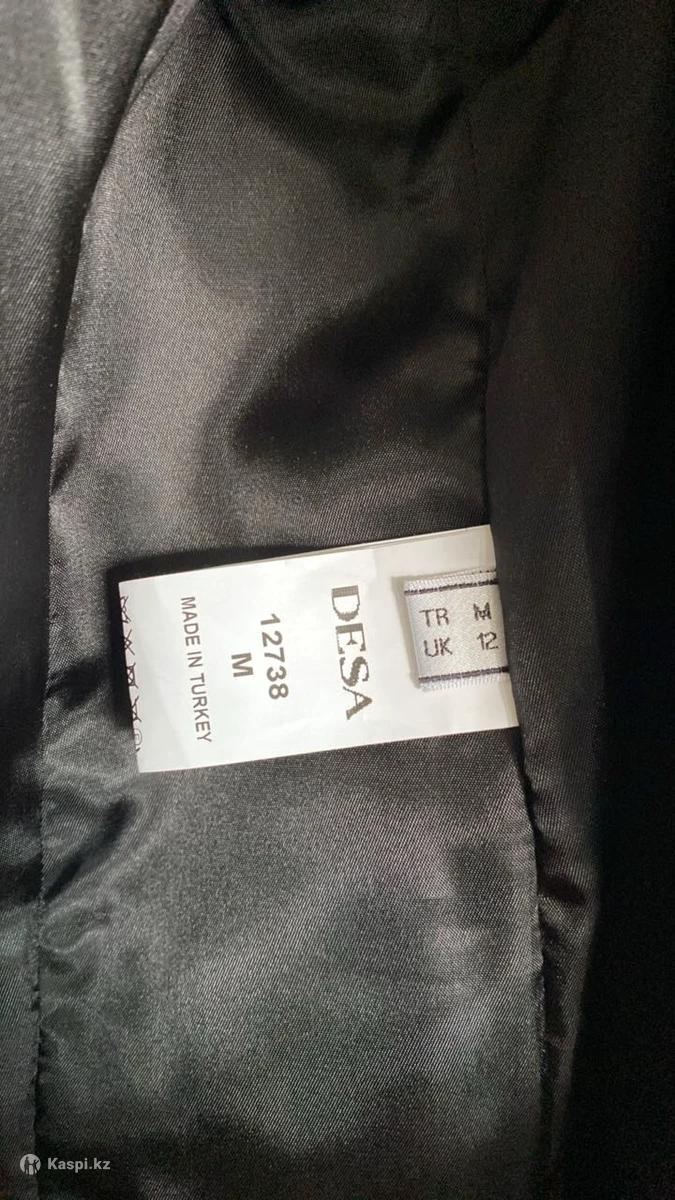 DESA
12738
M
MADE IN TURKEY
TR M
UK 12
Kaspi.kz